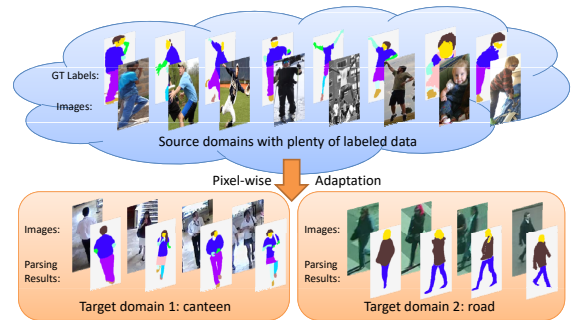 GT Labels:
Images:
Source domains with plenty of labeled data
Pixel-wise Adaptation
Images:
Parsing
Results:
Target domain 1: canteen
Images:
Parsing
Results:
Target domain 2: road